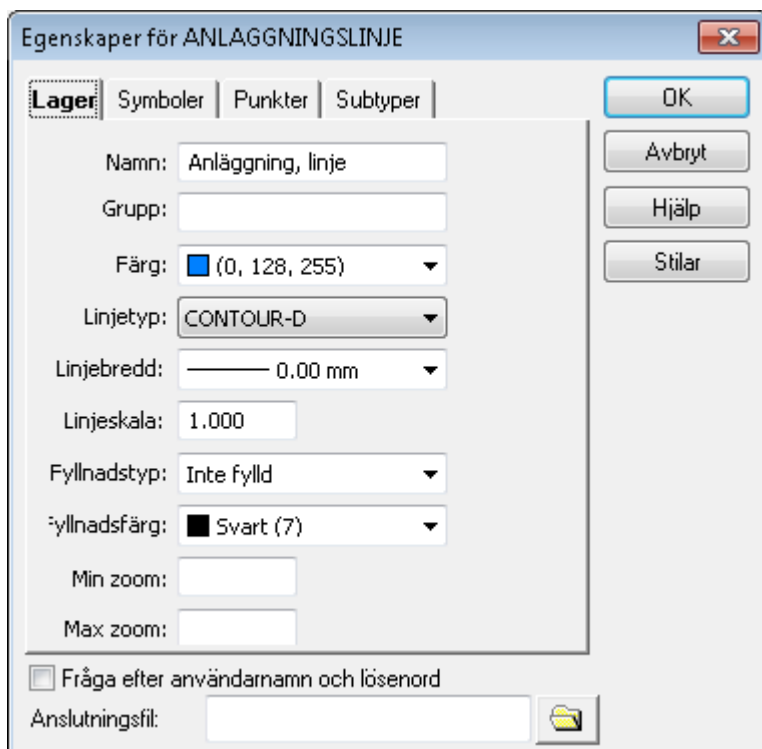 Egenskaper för ANLAGGNINGSLINJE
Lager Symboler Punkter Subtyper
OK
Avbryt
Hjälp
Stilar
Namn: Anläggning, linje
Grupp:
Färg: (0, 128, 255)
Linjetyp: CONTOUR-D
Linjebredd: 0.00 mm
Linjeskala: 1.000
Fyllnadstyp: Inte fylld
Fyllnadsfärg: Svart (7)
Min zoom:
Max zoom:
Fråga efter användarnamn och lösenord
Anslutningsfil: